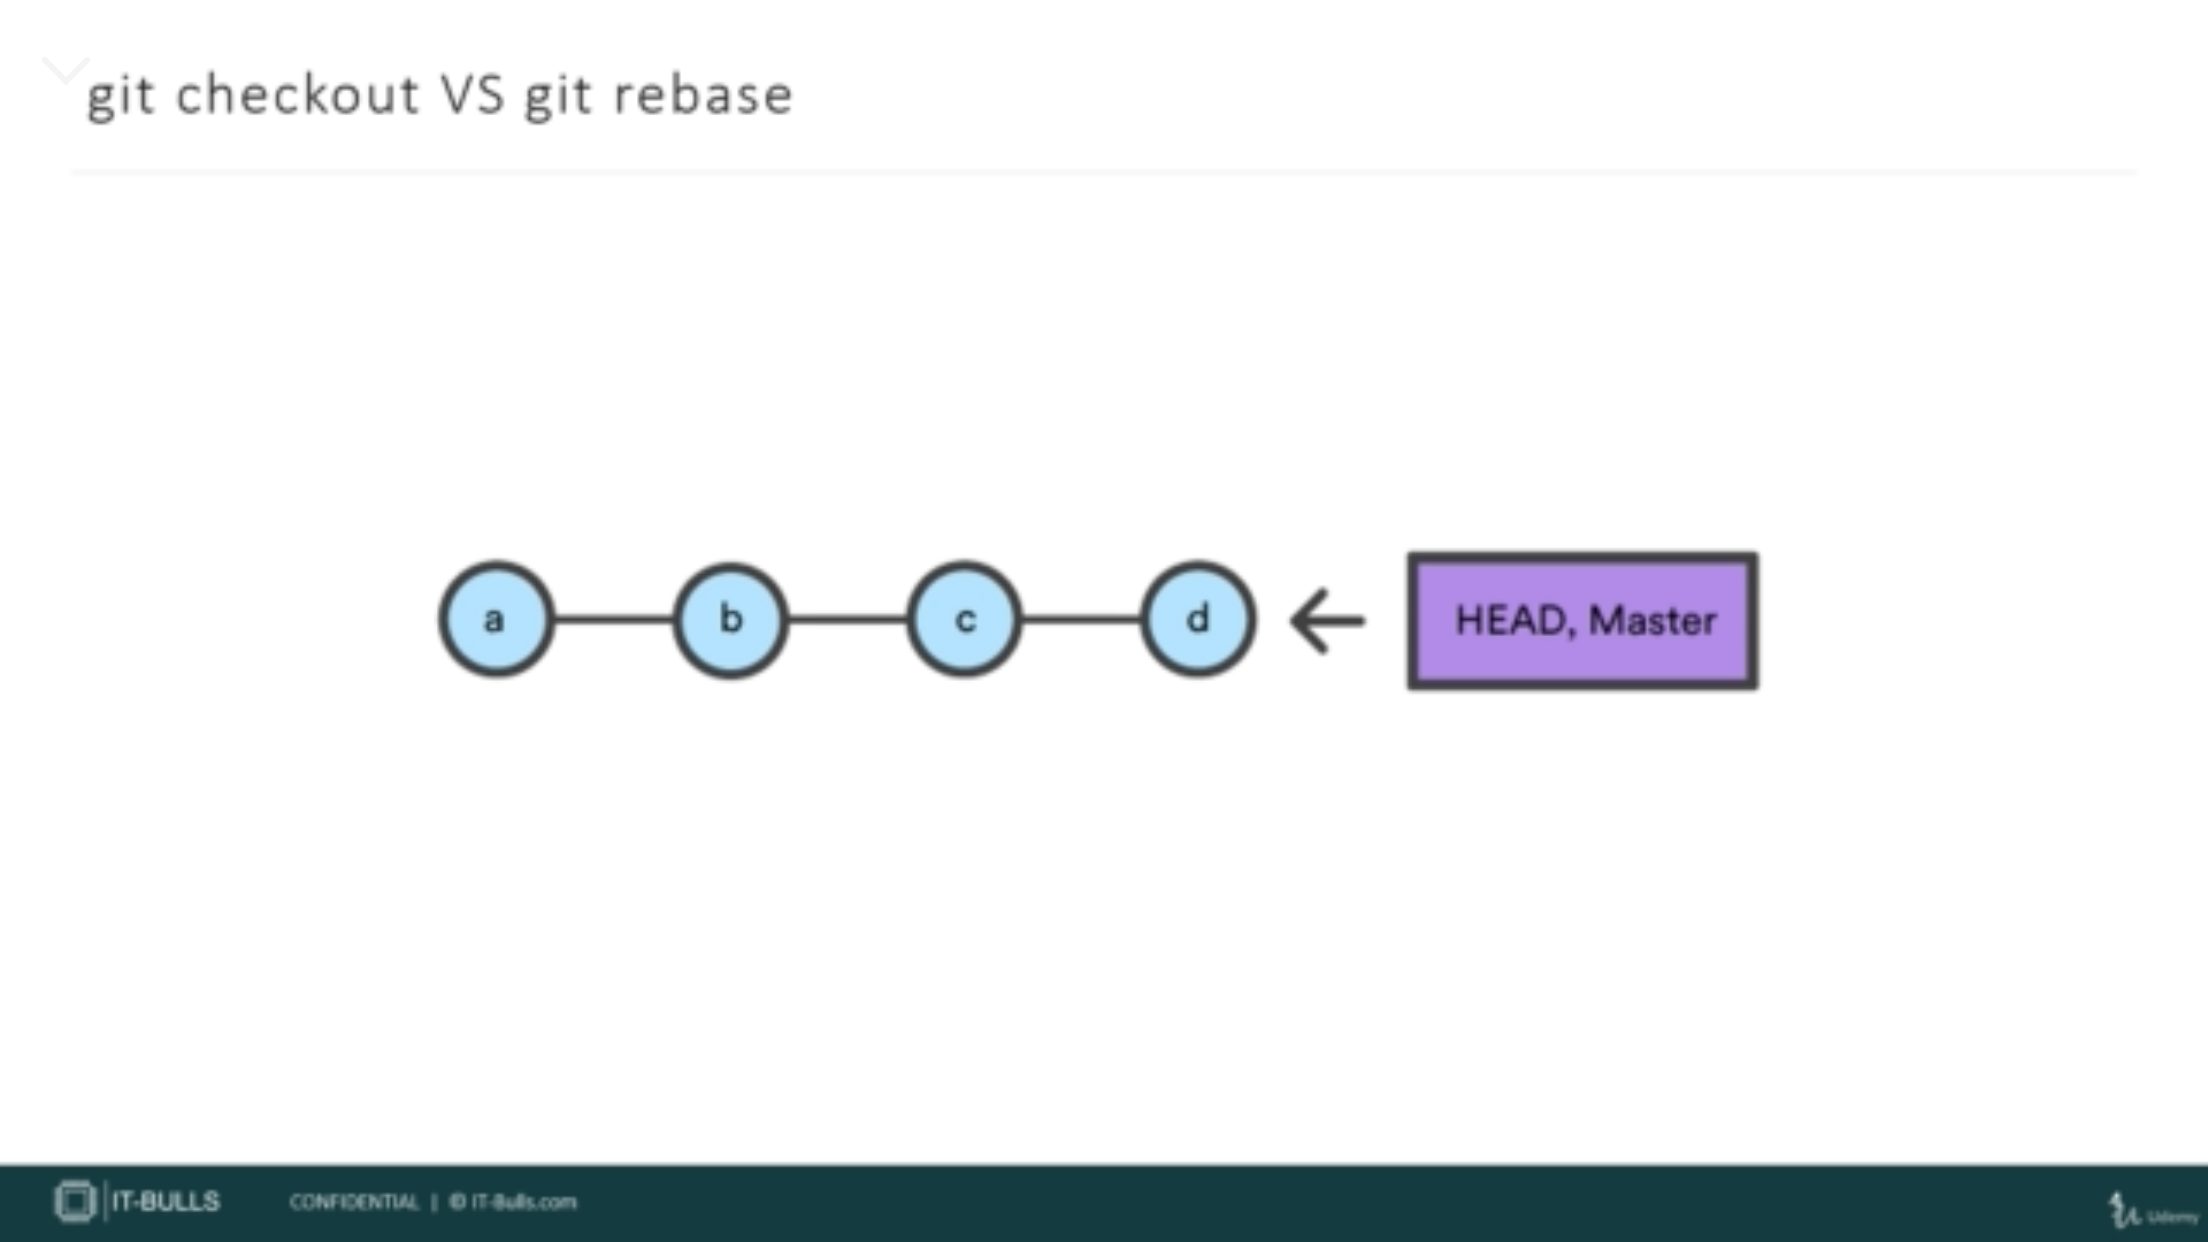 git checkout VS git rebase
a
b
c
d
HEAD, Master
IT-BULLS
CONFIDENTIAL | © IT-Bulls.com
Udemy